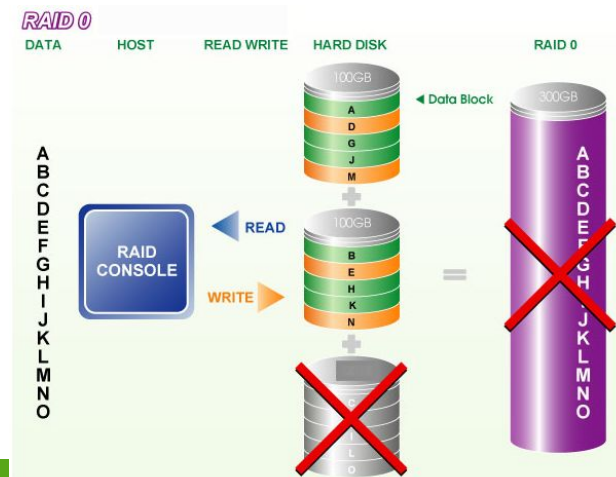 RAID 0
DATA HOST READ WRITE HARD DISK RAID 0
100GB
Data Block
A
D
G
J
M
A
B
C
D
E
F
G
H
I
J
K
L
M
N
O
RAID
CONSOLE
READ
WRITE
100GB
B
E
H
K
N
C
I
L
O
300GB
A
B
C
D
E
F
G
H
I
J
K
L
M
N
O